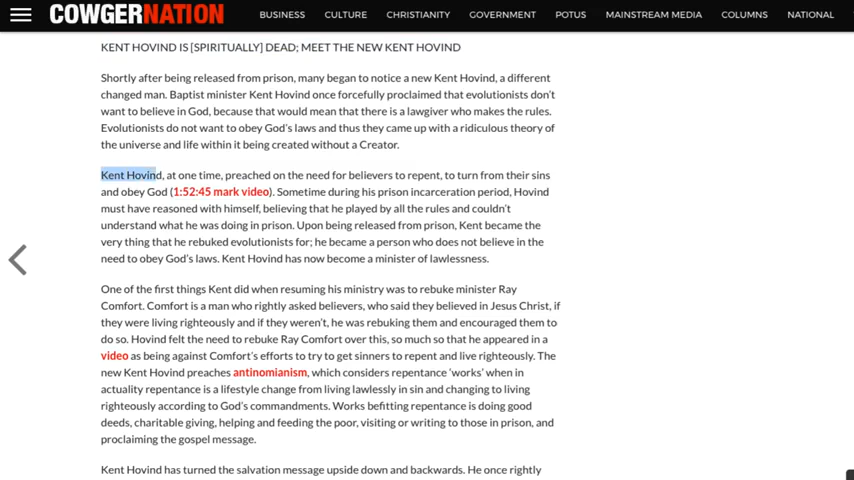 COWGERNATION
BUSINESS CULTURE CHRISTIANITY GOVERNMENT POTUS MAINSTREAM MEDIA COLUMNS NATIONAL
KENT HOVIND IS [SPIRITUALLY] DEAD; MEET THE NEW KENT HOVIND
Shortly after being released from prison, many began to notice a new Kent Hovind, a different
changed man. Baptist minister Kent Hovind once forcefully proclaimed that evolutionists don't
want to believe in God, because that would mean that there is a lawgiver who makes the rules.
Evolutionists do not want to obey God's laws and thus they came up with a ridiculous theory of
the universe and life within it being created without a Creator.
Kent Hovind, at one time, preached on the need for believers to repent, to turn from their sins
and obey God (1:52:45 mark video). Sometime during his prison incarceration period, Hovind
must have reasoned with himself, believing that he played by all the rules and couldn't
understand what he was doing in prison. Upon being released from prison, Kent became the
very thing that he rebuked evolutionists for; he became a person who does not believe in the
need to obey God's laws. Kent Hovind has now become a minister of lawlessness.
One of the first things Kent did when resuming his ministry was to rebuke minister Ray
Comfort. Comfort is a man who rightly asked believers, who said they believed in Jesus Christ, if
they were living righteously and if they weren't, he was rebuking them and encouraged them to
do so. Hovind felt the need to rebuke Ray Comfort over this, so much so that he appeared in a
video as being against Comfort's efforts to try to get sinners to repent and live righteously. The
new Kent Hovind preaches antinomianism, which considers repentance 'works' when in
actuality repentance is a lifestyle change from living lawlessly in sin and changing to living
righteously according to God's commandments. Works befitting repentance is doing good
deeds, charitable giving, helping and feeding the poor, visiting or writing to those in prison, and
proclaiming the gospel message.
Kent Hovind has turned the salvation message upside down and backwards. He once rightly